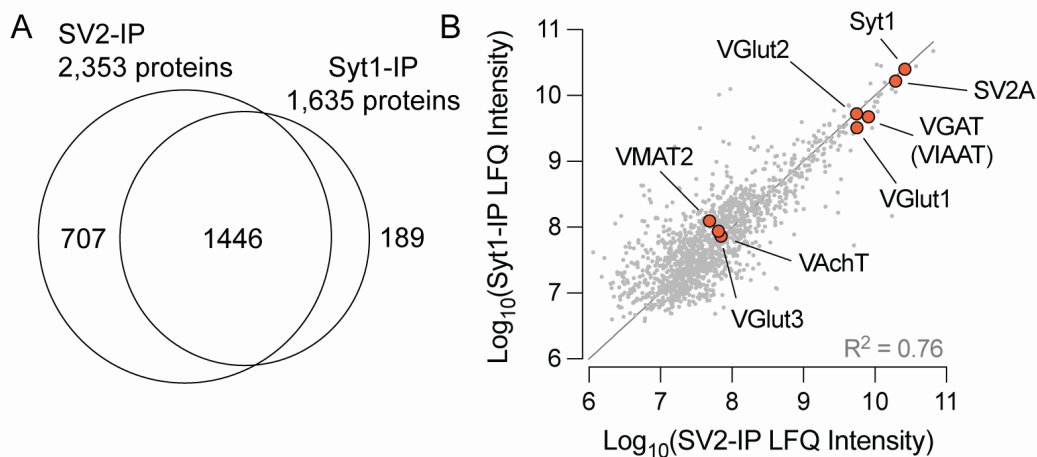 A
SV2-IP
2,353 proteins
Syt1-IP
1,635 proteins
707
1446
189
B
Log10(Syt1-IP LFQ Intensity)
11
10
9
8
7
6
Syt1
VGlut2
SV2A
VGAT
(VIAAT)
VMAT2
VGlut1
VAchT
VGlut3
R2 = 0.76
6 7 8 9 10 11
Log10(SV2-IP LFQ Intensity)